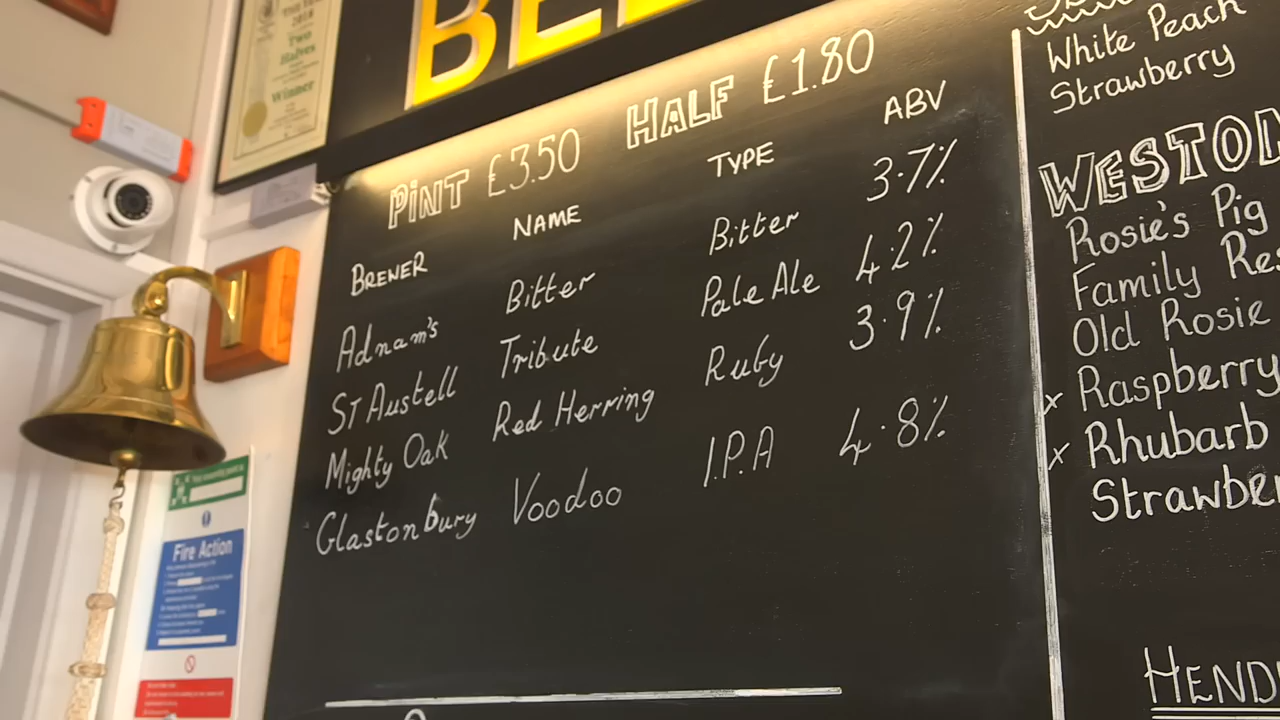 2018
Two
Halves
Winner
BEE
PINT £3.50 HALF £1.80
BREWER NAME TYPE ABV
Adnam's Bitter Bitter 3.7%
St Austell Tribute Pale Ale 4.2%
Mighty Oak Red Herring Ruby 3.9%
Glastonbury Voodoo I.P.A 4.8%
White Peach
Strawberry
WESTON
Rosie's Pig
Family Res
Old Rosie
x Raspberry
x Rhubarb
Strawber
HEND
Fire Action